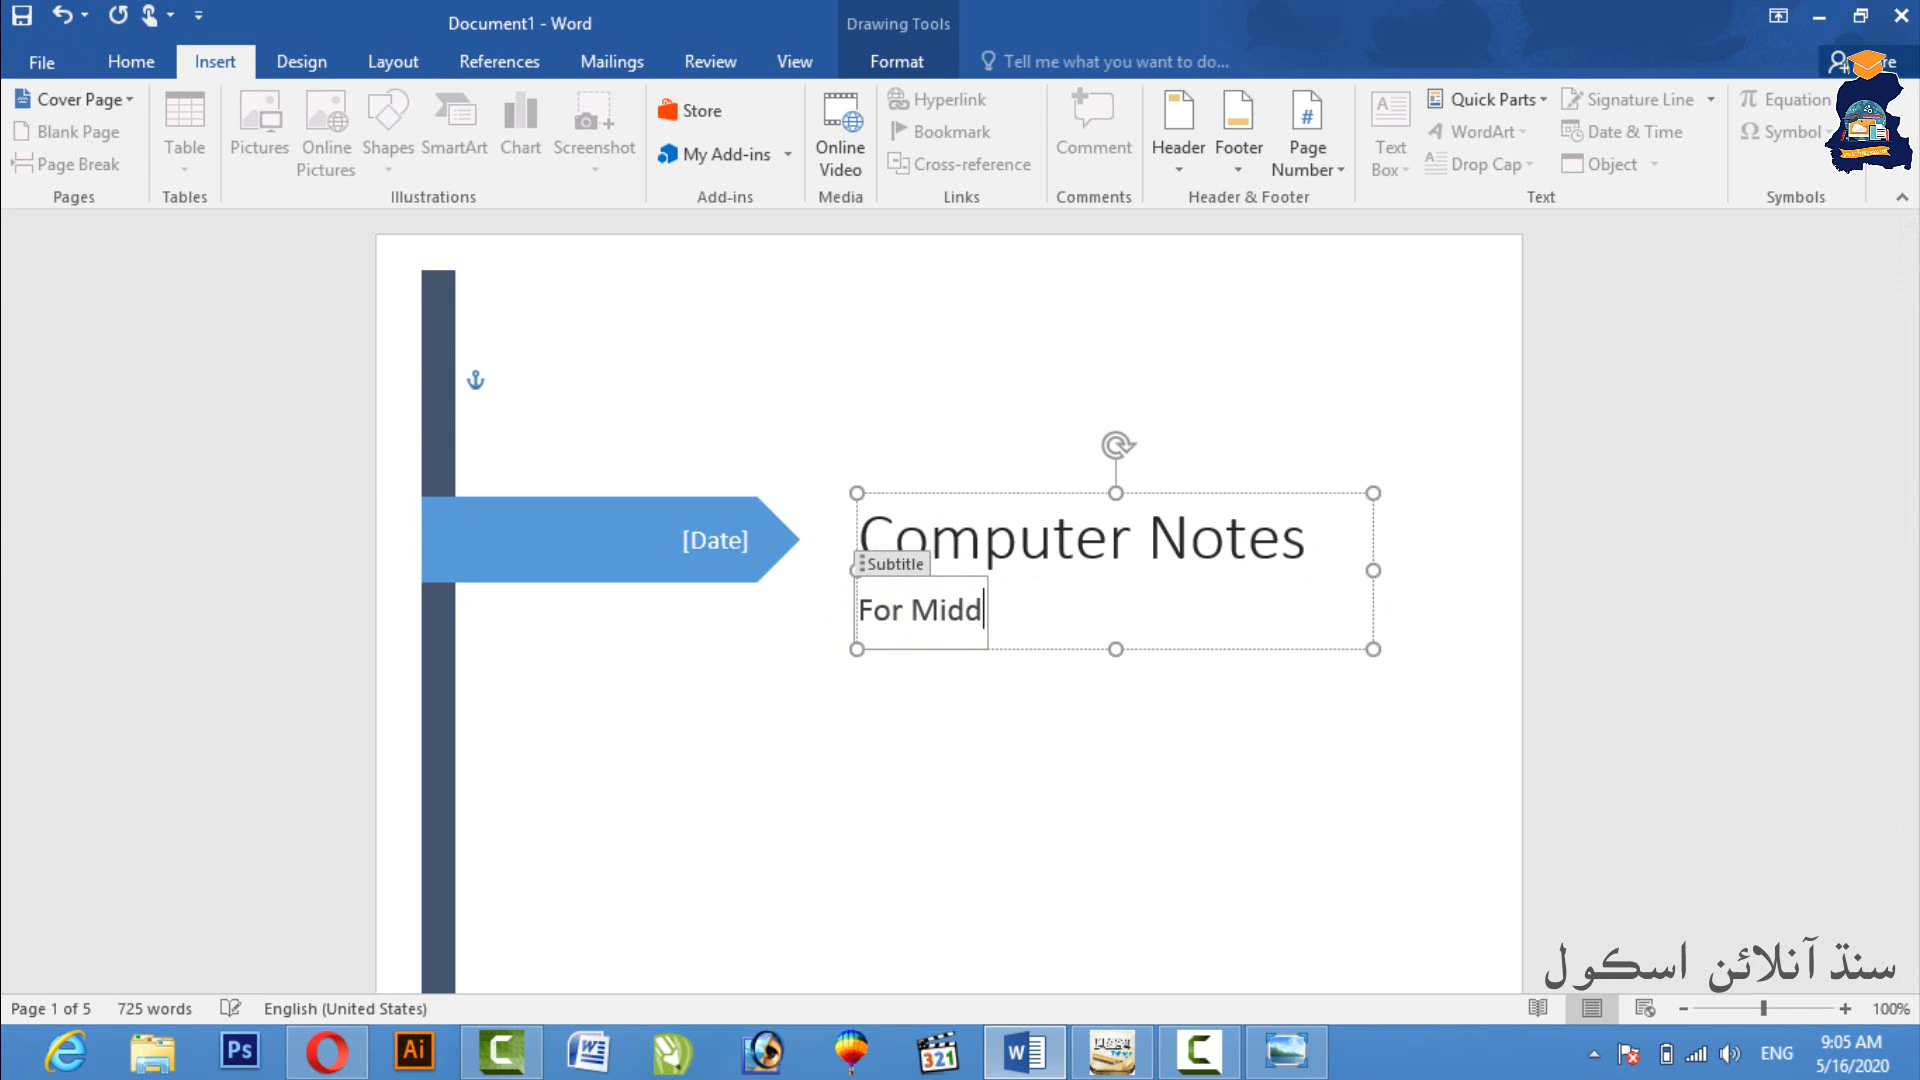 Document1 - Word
Drawing Tools
File
Home
Insert
Design
Layout
References
Mailings
Review
View
Format
Tell me what you want to do...
Cover Page
Blank Page
Page Break
Pages
Table
Tables
Pictures
Online Pictures
Shapes
SmartArt
Chart
Screenshot
Illustrations
Store
My Add-ins
Add-ins
Online Video
Media
Hyperlink
Bookmark
Cross-reference
Links
Comment
Comments
Header
Footer
Page Number
Header & Footer
Text Box
Quick Parts
WordArt
Drop Cap
Signature Line
Date & Time
Object
Text
Equation
Symbol
Symbols
[Date]
Computer Notes
Subtitle
For Midd
سنڌ آنلائن اسڪول
Page 1 of 5
725 words
English (United States)
100%
Ps
Ai
321
ENG
9:05 AM
5/16/2020